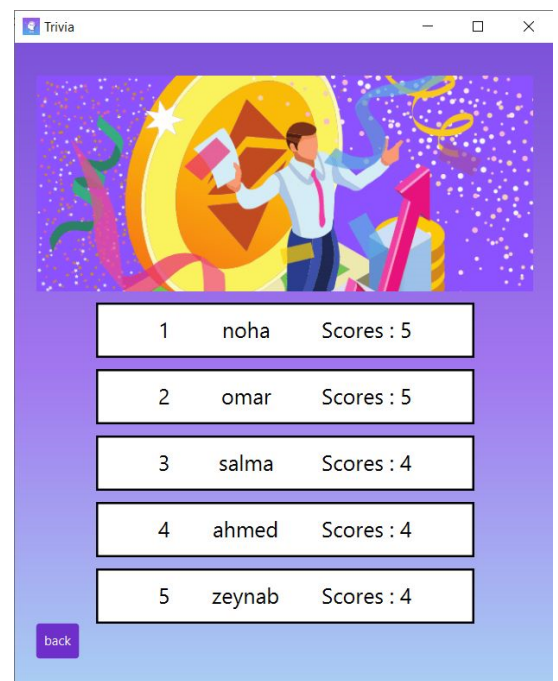 Trivia
1 noha Scores : 5
2 omar Scores : 5
3 salma Scores : 4
4 ahmed Scores : 4
5 zeynab Scores : 4
back